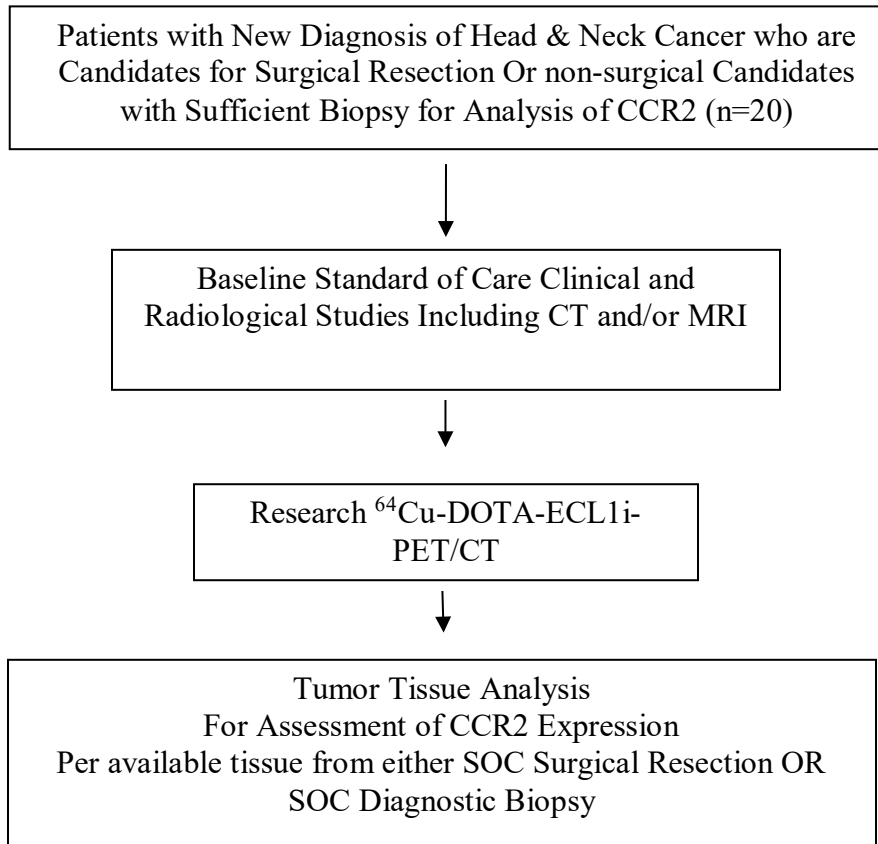 Patients with New Diagnosis of Head & Neck Cancer who are
Candidates for Surgical Resection Or non-surgical Candidates
with Sufficient Biopsy for Analysis of CCR2 (n=20)
Baseline Standard of Care Clinical and
Radiological Studies Including CT and/or MRI
Research ⁶⁴Cu-DOTA-ECL1i-
PET/CT
Tumor Tissue Analysis
For Assessment of CCR2 Expression
Per available tissue from either SOC Surgical Resection OR
SOC Diagnostic Biopsy